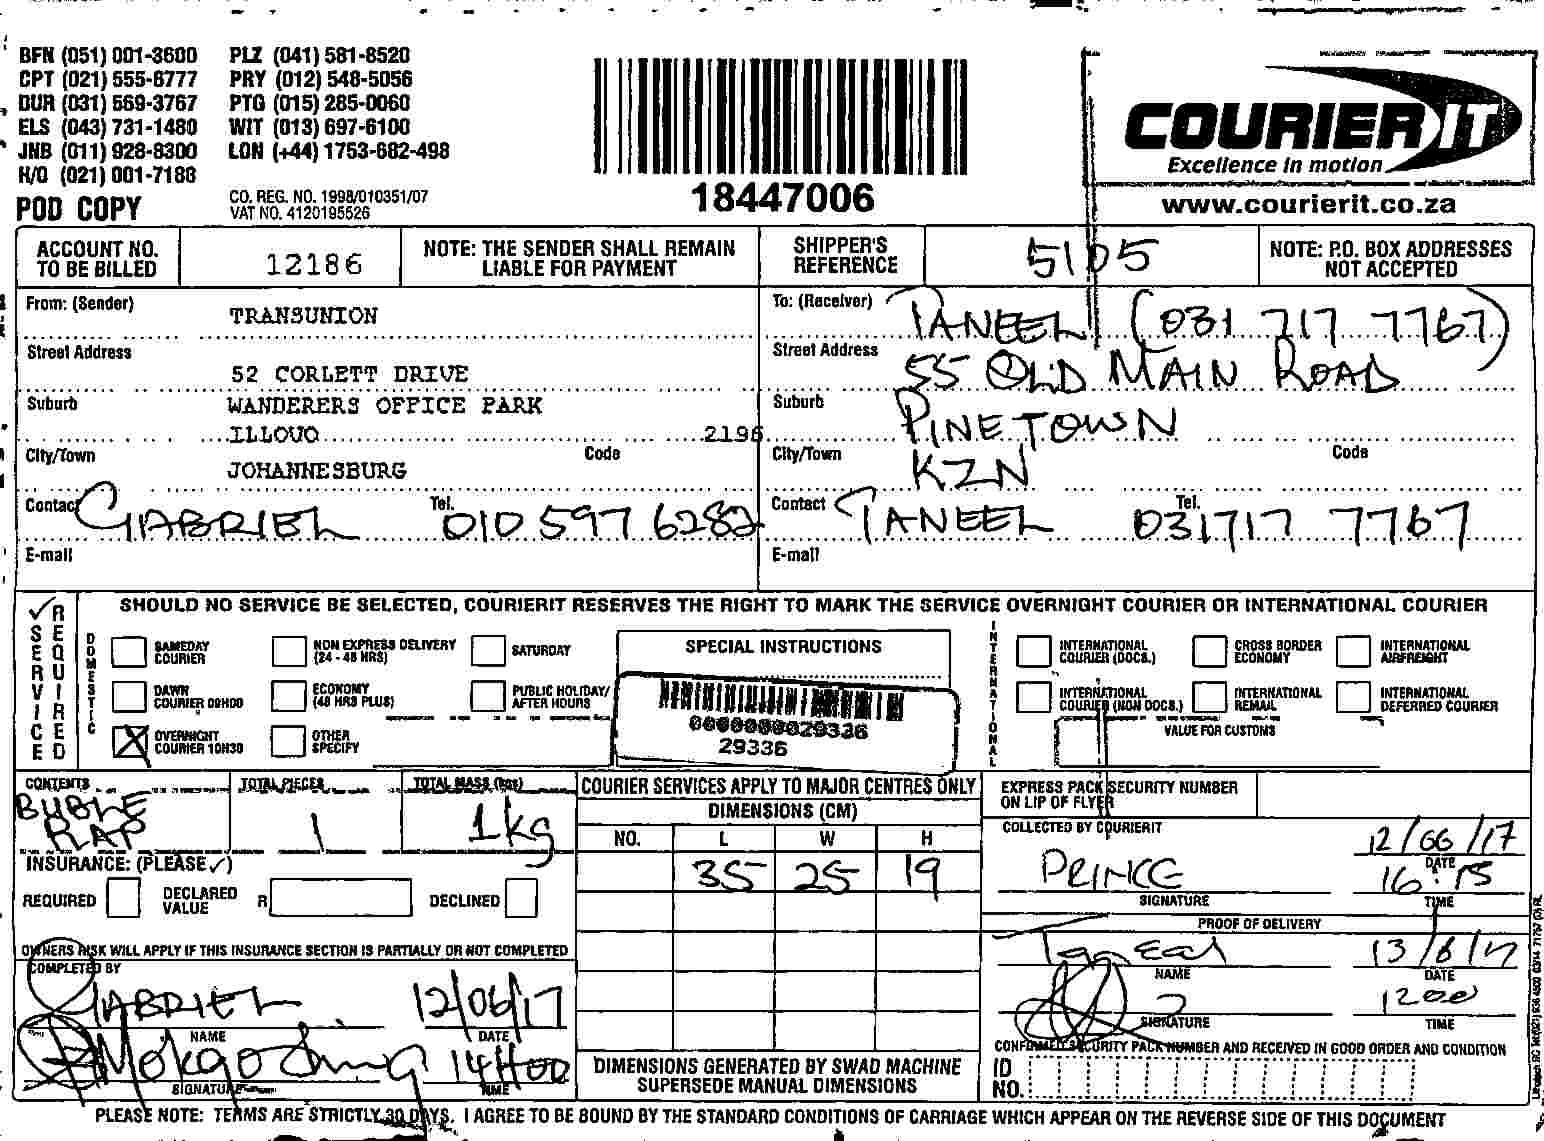 BFN (051) 001-3600 PLZ (041) 581-8520
CPT (021) 555-6777 PRY (012) 548-5056
DUR (031) 569-3767 PTG (015) 285-0060
ELS (043) 731-1480 WIT (013) 697-6100
JNB (011) 928-8300 LON (+44) 1753-682-498
H/O (021) 001-7188
POD COPY
CO. REG. NO. 1998/010351/07
VAT NO. 4120195526
18447006
COURIER IT
Excellence in motion
www.courierit.co.za
ACCOUNT NO. TO BE BILLED 12186
NOTE: THE SENDER SHALL REMAIN LIABLE FOR PAYMENT
SHIPPER'S REFERENCE 5105
NOTE: P.O. BOX ADDRESSES NOT ACCEPTED
From: (Sender) TRANSUNION
Street Address 52 CORLETT DRIVE
Suburb WANDERERS OFFICE PARK
ILLOVO 2196
City/Town JOHANNESBURG Code
Contact GABRIEL Tel. 010 597 6282
E-mail
To: (Receiver) TANEEL (031 717 7767)
Street Address 55 OLD MAIN ROAD
Suburb PINETOWN
City/Town KZN Code
Contact TANEEL Tel. 031717 7767
E-mail
✓ SERVICE REQUIRED
SHOULD NO SERVICE BE SELECTED, COURIERIT RESERVES THE RIGHT TO MARK THE SERVICE OVERNIGHT COURIER OR INTERNATIONAL COURIER
DOMESTIC
SAMEDAY COURIER
NON EXPRESS DELIVERY (24 - 48 HRS)
SATURDAY
DAWN COURIER 09H00
ECONOMY (48 HRS PLUS)
PUBLIC HOLIDAY/ AFTER HOURS
OVERNIGHT COURIER 10H30
OTHER SPECIFY
SPECIAL INSTRUCTIONS
0000000029336
29336
INTERNATIONAL
INTERNATIONAL COURIER (DOCS.)
CROSS BORDER ECONOMY
INTERNATIONAL AIRFREIGHT
INTERNATIONAL COURIER (NON DOCS.)
INTERNATIONAL REMAIL
INTERNATIONAL DEFERRED COURIER
VALUE FOR CUSTOMS
CONTENTS BUBLE RAP
TOTAL PIECES 1
TOTAL MASS (kgs) 1kg
INSURANCE: (PLEASE ✓)
REQUIRED DECLARED VALUE R DECLINED
OWNERS RISK WILL APPLY IF THIS INSURANCE SECTION IS PARTIALLY OR NOT COMPLETED
COMPLETED BY
GABRIEL 12/06/17
NAME DATE
Mokgoshing 14H00
SIGNATURE TIME
COURIER SERVICES APPLY TO MAJOR CENTRES ONLY
DIMENSIONS (CM)
NO. L W H
35 25 19
DIMENSIONS GENERATED BY SWAD MACHINE
SUPERSEDE MANUAL DIMENSIONS
EXPRESS PACK SECURITY NUMBER
ON LIP OF FLYER
COLLECTED BY COURIERIT
12/06/17
DATE
PRINCE 16:15
SIGNATURE TIME
PROOF OF DELIVERY
Taneel 13/6/17
NAME DATE
1200
SIGNATURE TIME
CONFIRMED SECURITY PACK NUMBER AND RECEIVED IN GOOD ORDER AND CONDITION
ID NO.
PLEASE NOTE: TERMS ARE STRICTLY 30 DAYS. I AGREE TO BE BOUND BY THE STANDARD CONDITIONS OF CARRIAGE WHICH APPEAR ON THE REVERSE SIDE OF THIS DOCUMENT